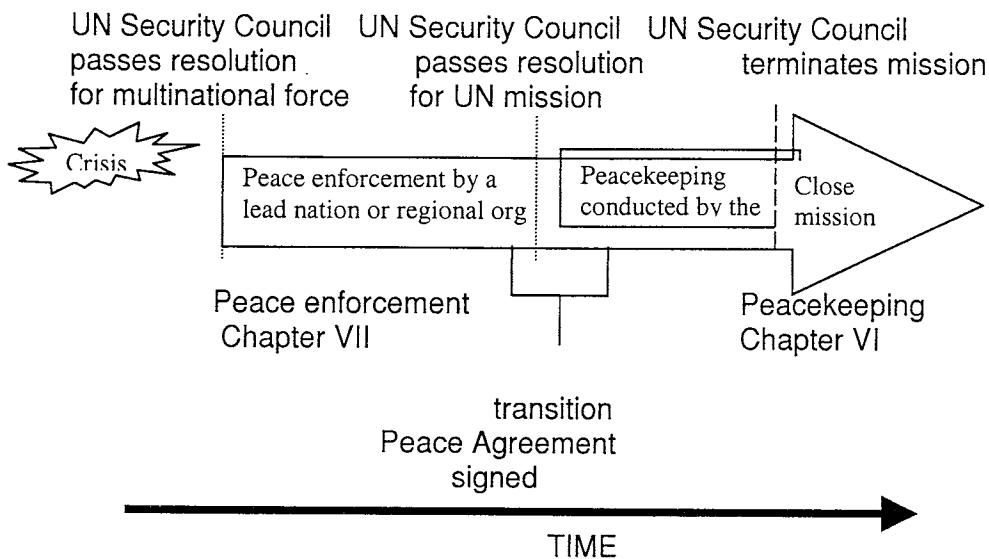 UN Security Council
passes resolution
for multinational force
UN Security Council
passes resolution
for UN mission
UN Security Council
terminates mission
Crisis
Peace enforcement by a
lead nation or regional org
Peacekeeping
conducted by the
Close
mission
Peace enforcement
Chapter VII
Peacekeeping
Chapter VI
transition
Peace Agreement
signed
TIME